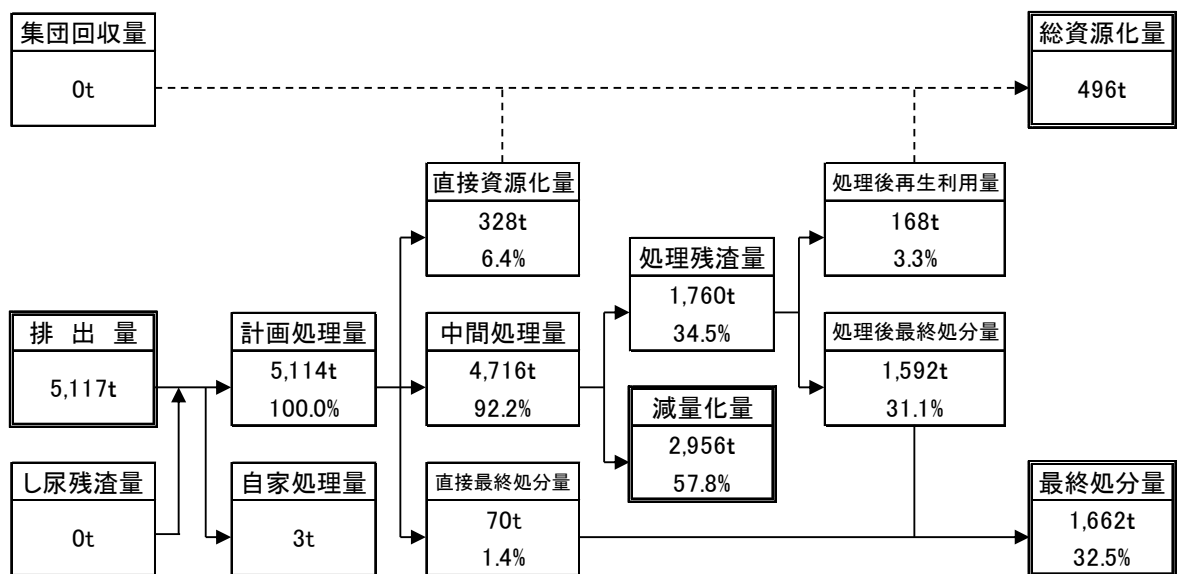 集団回収量
0t
総資源化量
496t
直接資源化量
328t
6.4%
処理後再生利用量
168t
3.3%
処理残渣量
1,760t
34.5%
排 出 量
5,117t
計画処理量
5,114t
100.0%
中間処理量
4,716t
92.2%
処理後最終処分量
1,592t
31.1%
減量化量
2,956t
57.8%
し尿残渣量
0t
自家処理量
3t
直接最終処分量
70t
1.4%
最終処分量
1,662t
32.5%